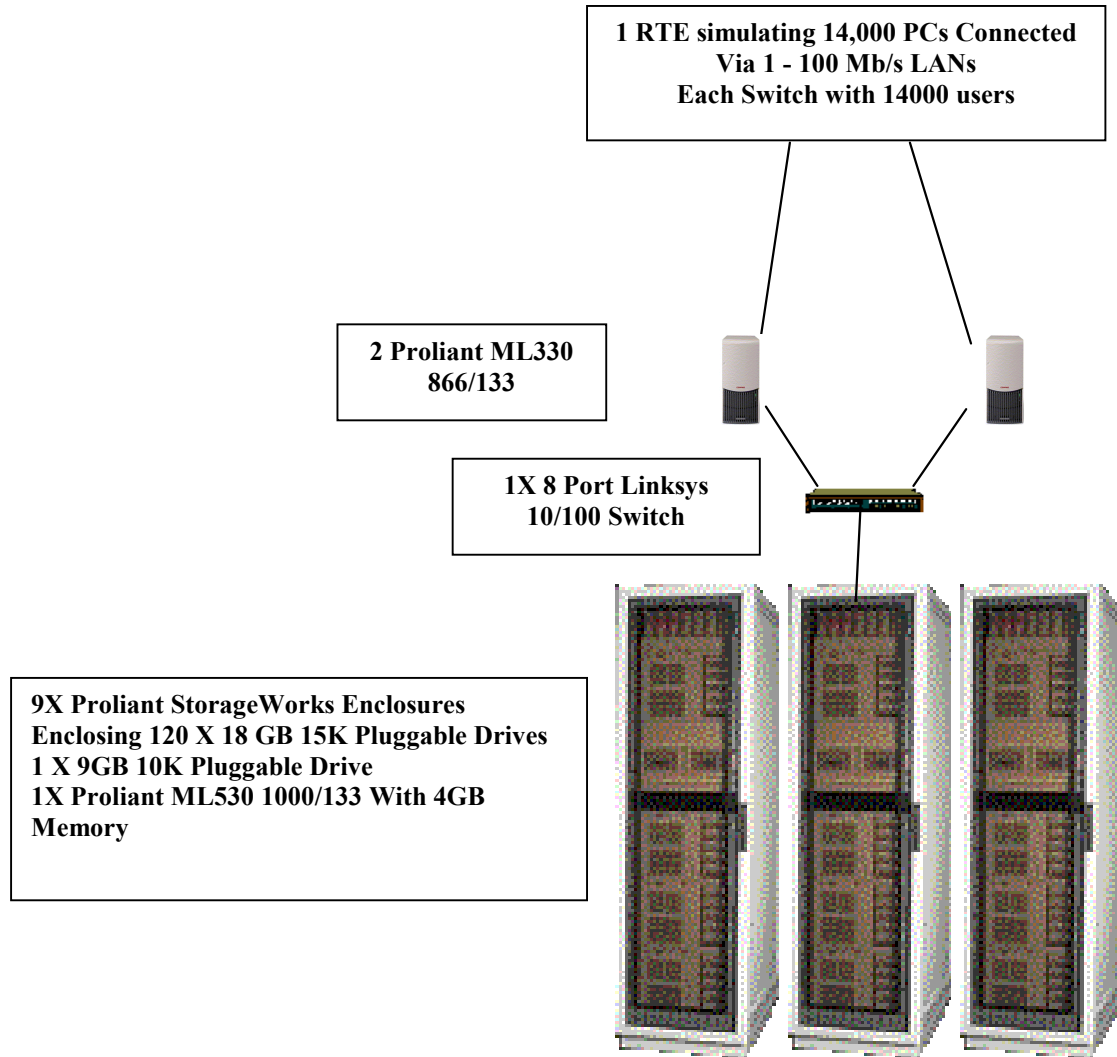 1 RTE simulating 14,000 PCs Connected
Via 1 - 100 Mb/s LANs
Each Switch with 14000 users
2 Proliant ML330
866/133
1X 8 Port Linksys
10/100 Switch
9X Proliant StorageWorks Enclosures
Enclosing 120 X 18 GB 15K Pluggable Drives
1 X 9GB 10K Pluggable Drive
1X Proliant ML530 1000/133 With 4GB
Memory